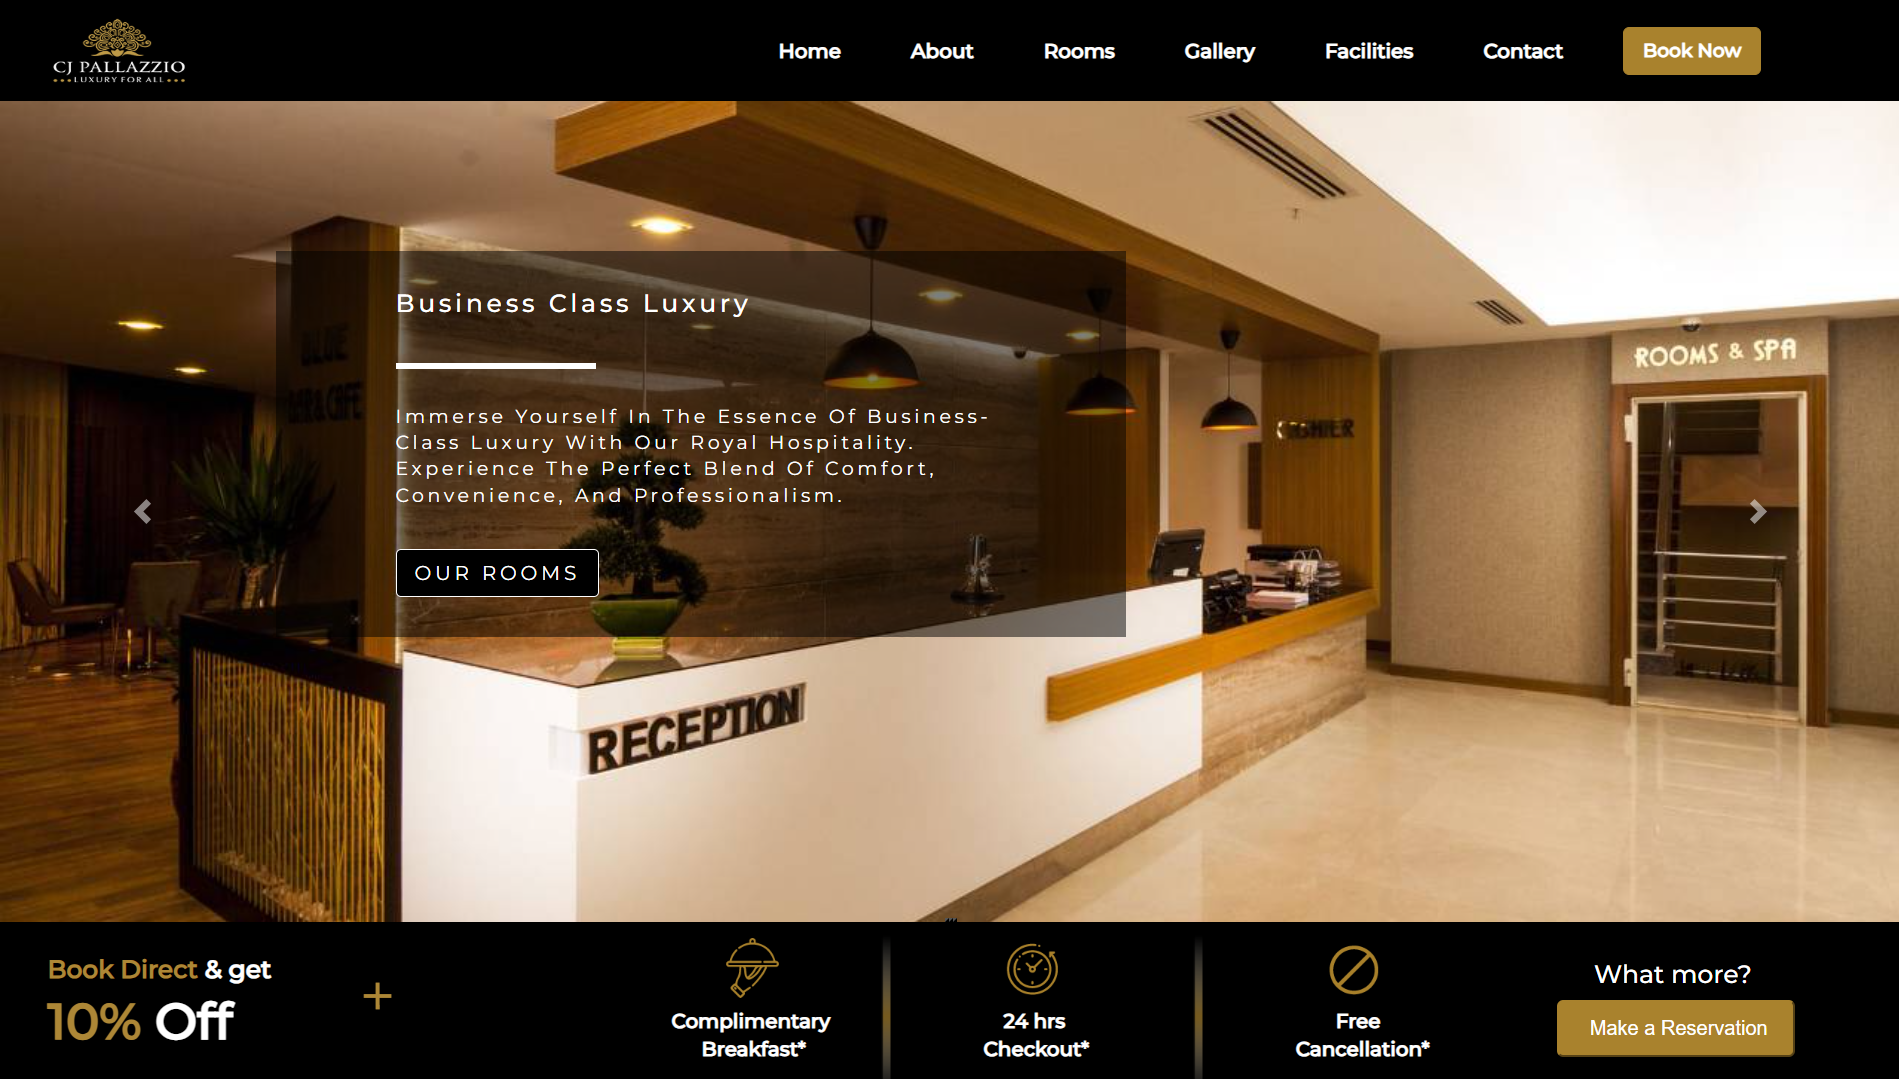 CJ PALLAZZIO
LUXURY FOR ALL
Home
About
Rooms
Gallery
Facilities
Contact
Book Now
ROOMS & SPA
Business Class Luxury
BAR & CAFE
Immerse Yourself In The Essence Of Business-
Class Luxury With Our Royal Hospitality.
Experience The Perfect Blend Of Comfort,
Convenience, And Professionalism.
CASHIER
OUR ROOMS
RECEPTION
Book Direct & get
10% Off
+
Complimentary
Breakfast*
24 hrs
Checkout*
Free
Cancellation*
What more?
Make a Reservation